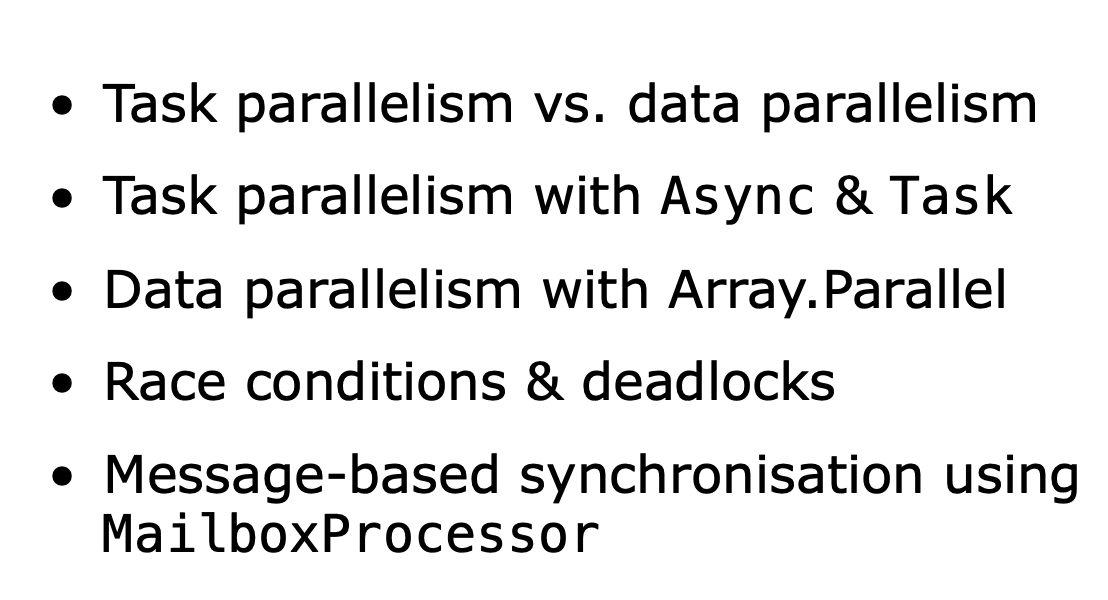 • Task parallelism vs. data parallelism
• Task parallelism with Async & Task
• Data parallelism with Array.Parallel
• Race conditions & deadlocks
• Message-based synchronisation using
MailboxProcessor